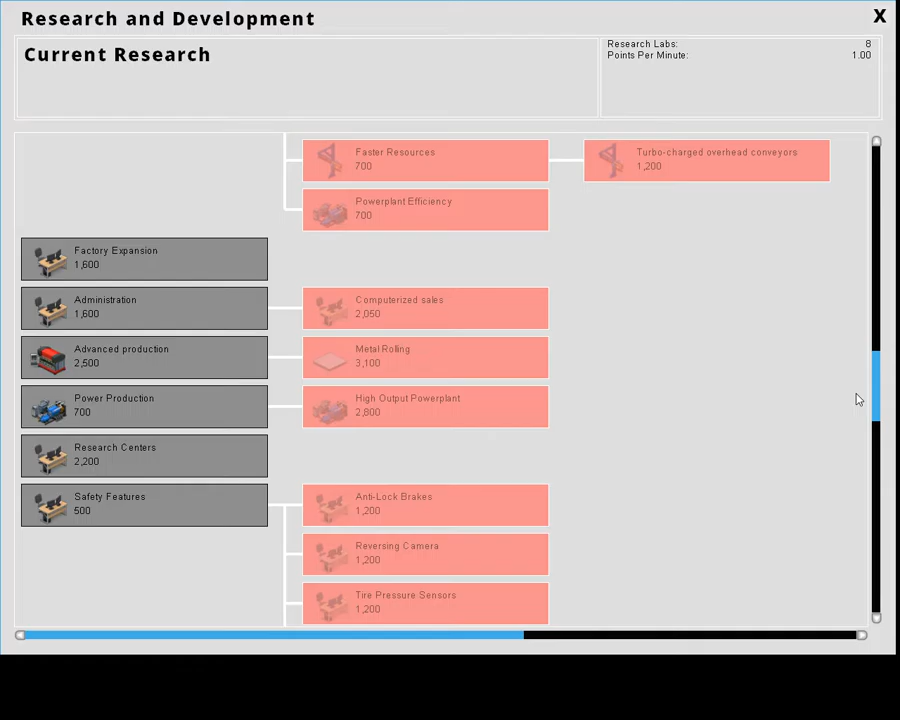 Research and Development
X
Current Research
Research Labs: 8
Points Per Minute: 1.00
Faster Resources
700
Turbo-charged overhead conveyors
1,200
Powerplant Efficiency
700
Factory Expansion
1,600
Administration
1,600
Computerized sales
2,050
Advanced production
2,500
Metal Rolling
3,100
Power Production
700
High Output Powerplant
2,800
Research Centers
2,200
Safety Features
500
Anti-Lock Brakes
1,200
Reversing Camera
1,200
Tire Pressure Sensors
1,200